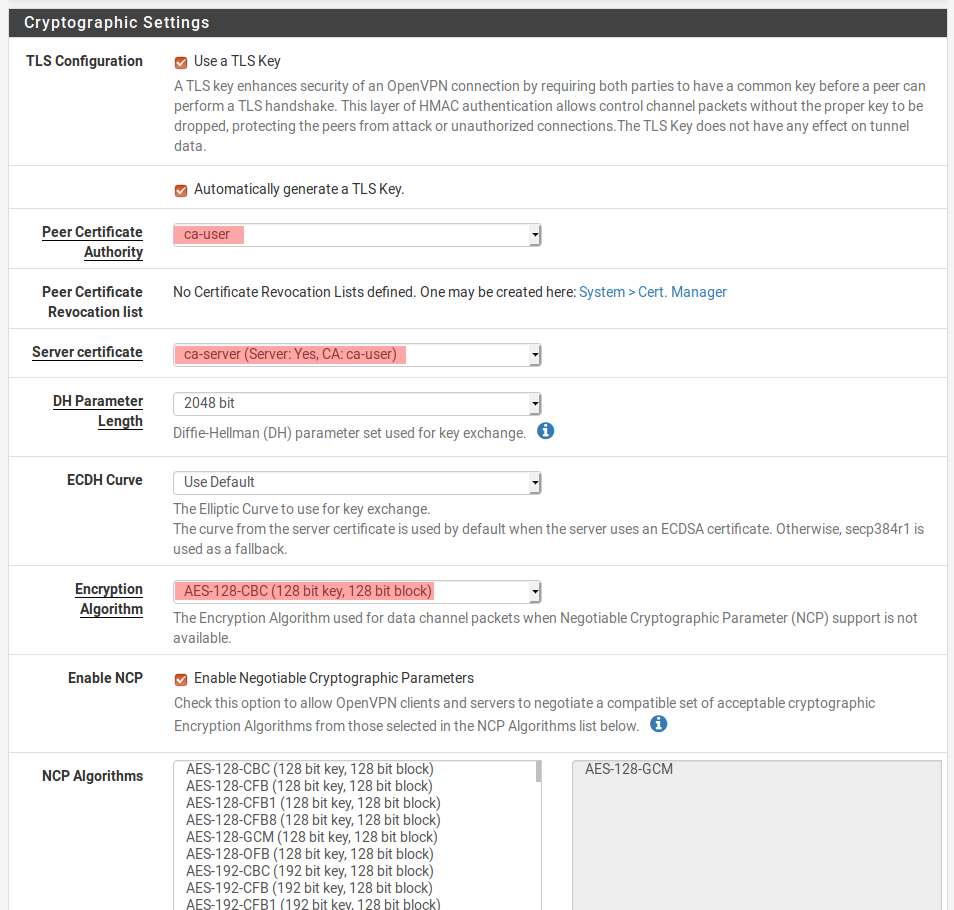 Cryptographic Settings
TLS Configuration
Use a TLS Key
A TLS key enhances security of an OpenVPN connection by requiring both parties to have a common key before a peer can
perform a TLS handshake. This layer of HMAC authentication allows control channel packets without the proper key to be
dropped, protecting the peers from attack or unauthorized connections.The TLS Key does not have any effect on tunnel
data.
Automatically generate a TLS Key.
Peer Certificate
Authority
ca-user
Peer Certificate
Revocation list
No Certificate Revocation Lists defined. One may be created here: System > Cert. Manager
Server certificate
ca-server (Server: Yes, CA: ca-user)
DH Parameter
Length
2048 bit
Diffie-Hellman (DH) parameter set used for key exchange.
ECDH Curve
Use Default
The Elliptic Curve to use for key exchange.
The curve from the server certificate is used by default when the server uses an ECDSA certificate. Otherwise, secp384r1 is
used as a fallback.
Encryption
Algorithm
AES-128-CBC (128 bit key, 128 bit block)
The Encryption Algorithm used for data channel packets when Negotiable Cryptographic Parameter (NCP) support is not
available.
Enable NCP
Enable Negotiable Cryptographic Parameters
Check this option to allow OpenVPN clients and servers to negotiate a compatible set of acceptable cryptographic
Encryption Algorithms from those selected in the NCP Algorithms list below.
NCP Algorithms
AES-128-CBC (128 bit key, 128 bit block)
AES-128-CFB (128 bit key, 128 bit block)
AES-128-CFB1 (128 bit key, 128 bit block)
AES-128-CFB8 (128 bit key, 128 bit block)
AES-128-GCM (128 bit key, 128 bit block)
AES-128-OFB (128 bit key, 128 bit block)
AES-192-CBC (192 bit key, 128 bit block)
AES-192-CFB (192 bit key, 128 bit block)
AES-192-CFB1 (192 bit key, 128 bit block)
AES-128-GCM